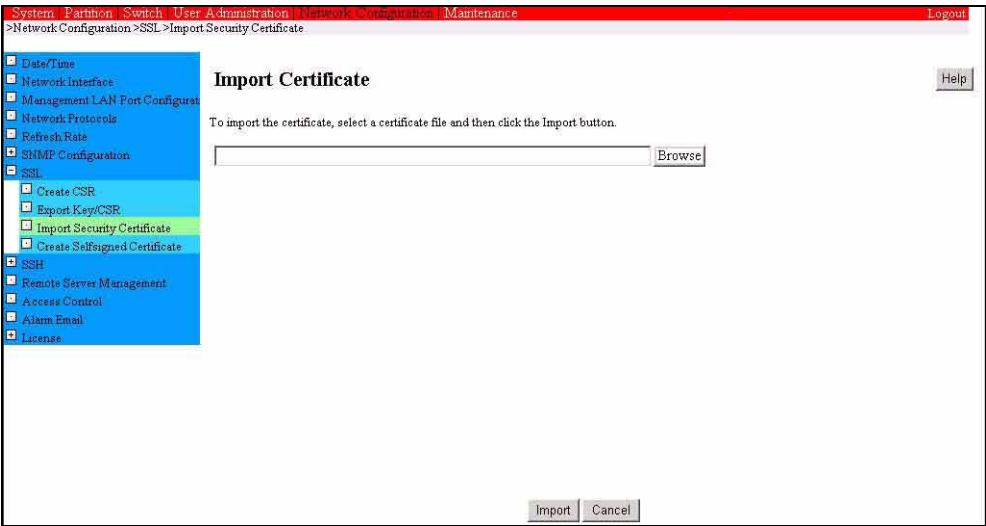 System | Partition | Switch | User Administration | Network Configuration | Maintenance Logout
>Network Configuration >SSL >Import Security Certificate
Date/Time
Network Interface
Management LAN Port Configurat
Network Protocols
Refresh Rate
SNMP Configuration
SSL
Create CSR
Export Key/CSR
Import Security Certificate
Create Selfsigned Certificate
SSH
Remote Server Management
Access Control
Alarm Email
License
Import Certificate
Help
To import the certificate, select a certificate file and then click the Import button.
Browse
Import Cancel